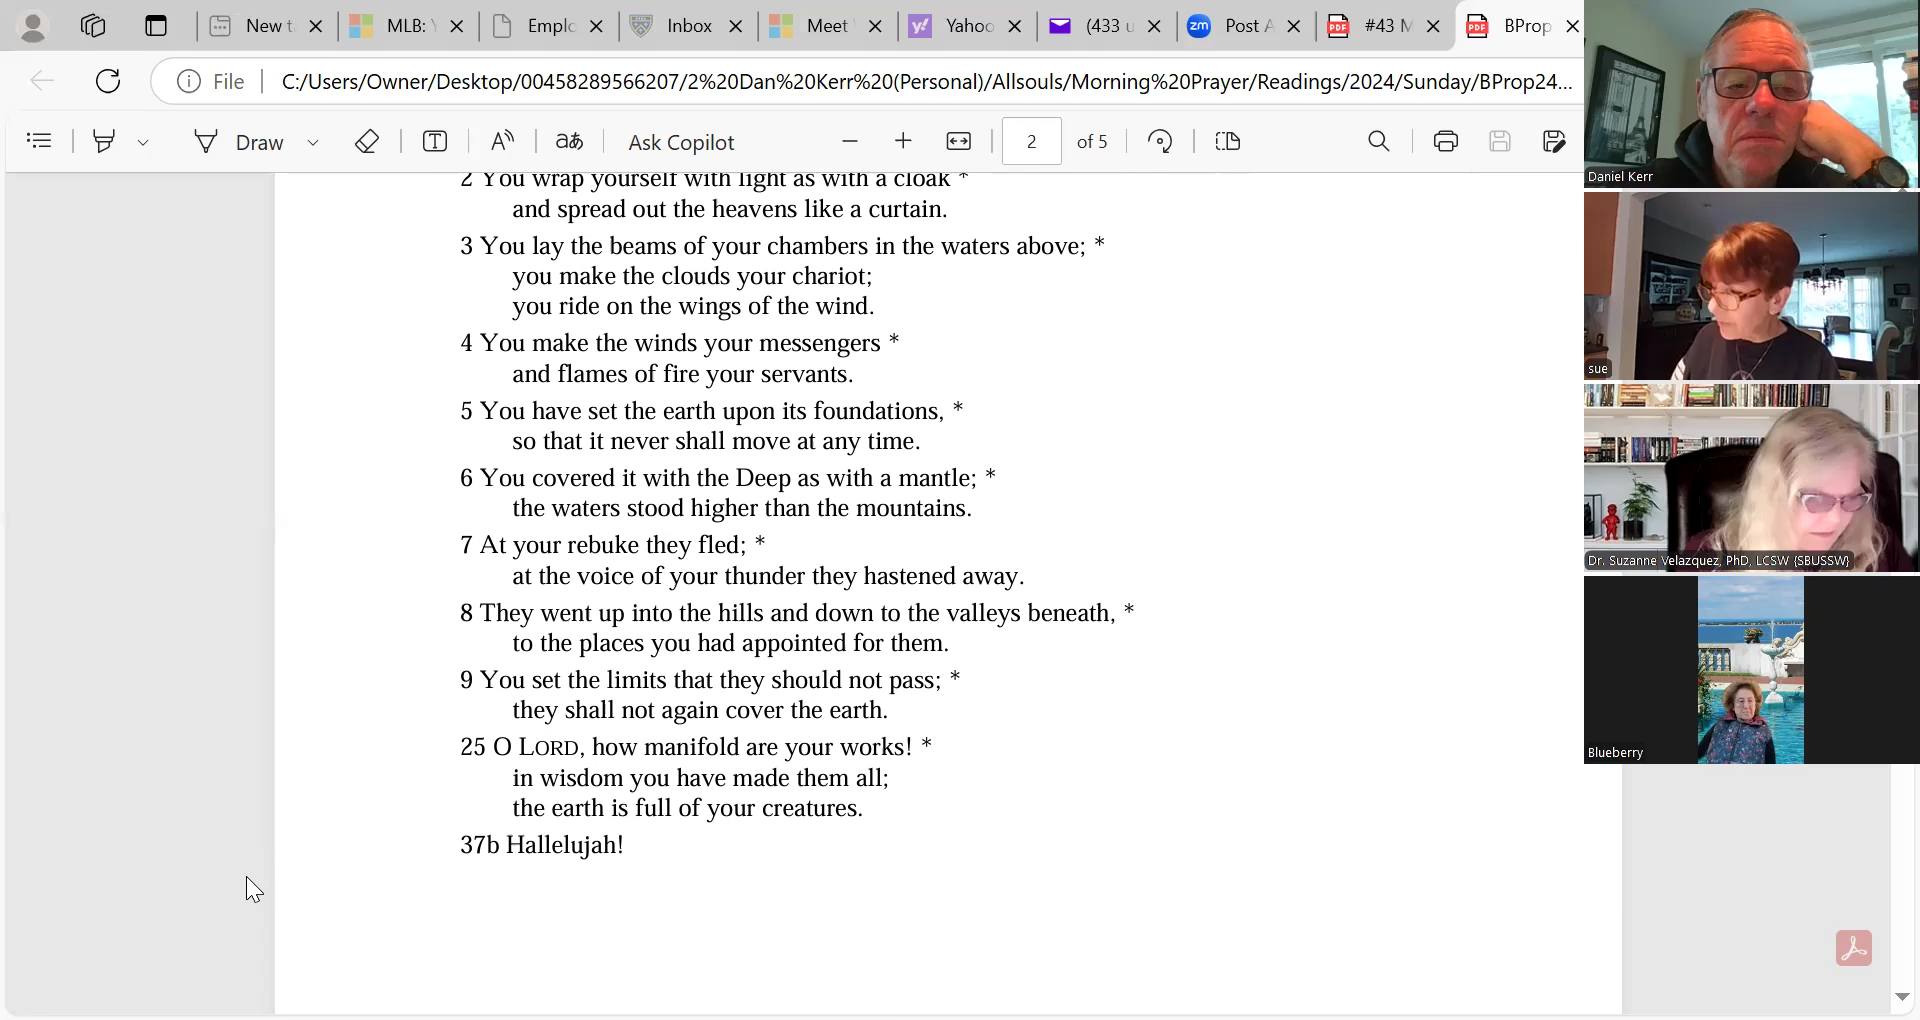 New t
MLB: Y
Emplo
Inbox
Meet
Yahoo
(433 u
zm
Post A
PDF
#43 M
PDF
BProp
File
C:/Users/Owner/Desktop/00458289566207/2%20Dan%20Kerr%20(Personal)/Allsouls/Morning%20Prayer/Readings/2024/Sunday/BProp24...
Draw
Ask Copilot
2
of 5
2 You wrap yourself with light as with a cloak *
and spread out the heavens like a curtain.
3 You lay the beams of your chambers in the waters above; *
you make the clouds your chariot;
you ride on the wings of the wind.
4 You make the winds your messengers *
and flames of fire your servants.
5 You have set the earth upon its foundations, *
so that it never shall move at any time.
6 You covered it with the Deep as with a mantle; *
the waters stood higher than the mountains.
7 At your rebuke they fled; *
at the voice of your thunder they hastened away.
8 They went up into the hills and down to the valleys beneath, *
to the places you had appointed for them.
9 You set the limits that they should not pass; *
they shall not again cover the earth.
25 O LORD, how manifold are your works! *
in wisdom you have made them all;
the earth is full of your creatures.
37b Hallelujah!
Daniel Kerr
sue
Dr. Suzanne Velazquez, PhD, LCSW {SBUSSW}
Blueberry